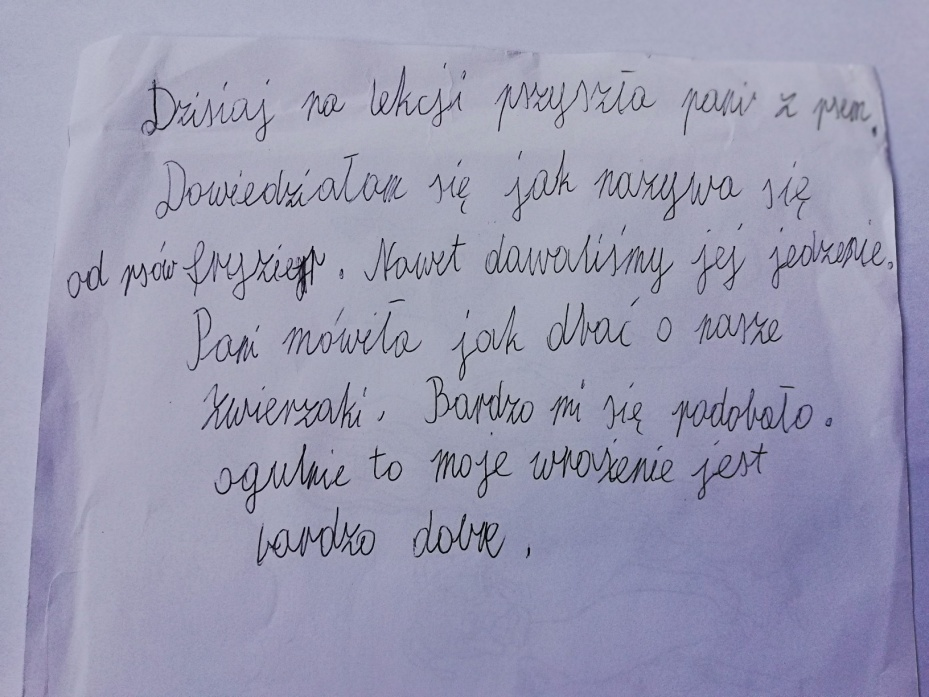 Dzisiaj na lekcji przyszła pani z psem.
Dowiedziałam się jak nazywa się
od psów fryzjer. Nawet dawaliśmy jej jedzenie.
Pani mówiła jak dbać o nasze
zwierzaki. Bardzo mi się podobało.
ogulnie to moje wrażenie jest
bardzo dobre.